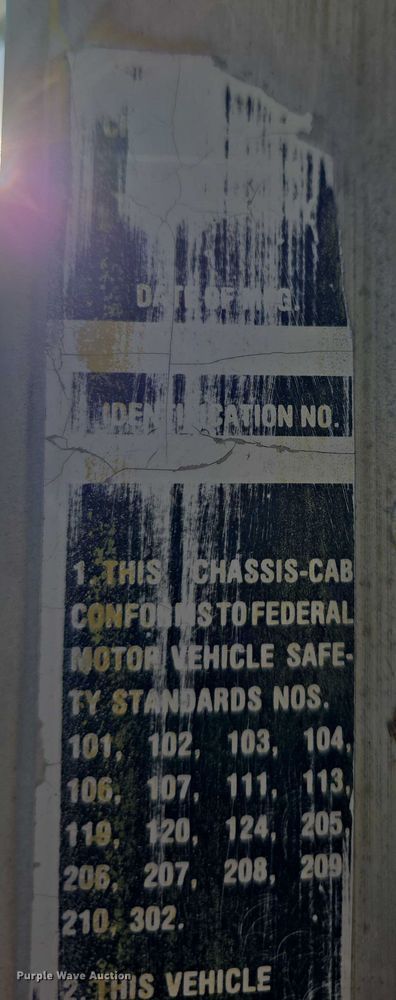 DATE OF MFG.
IDENTIFICATION NO.
1. THIS CHASSIS-CAB
CONFORMS TO FEDERAL
MOTOR VEHICLE SAFE-
TY STANDARDS NOS.
101, 102, 103, 104,
106, 107, 111, 113,
119, 120, 124, 205,
206, 207, 208, 209
210, 302.
2. THIS VEHICLE
Purple Wave Auction